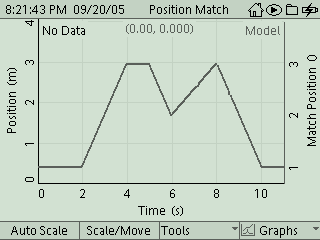 8:21:43 PM 09/20/05 Position Match
No Data (0.00, 0.000) Model
Position (m)
4
3
2
1
0
0 2 4 6 8 10
Time (s)
3
2
1
Match Position 0
Auto Scale Scale/Move Tools Graphs